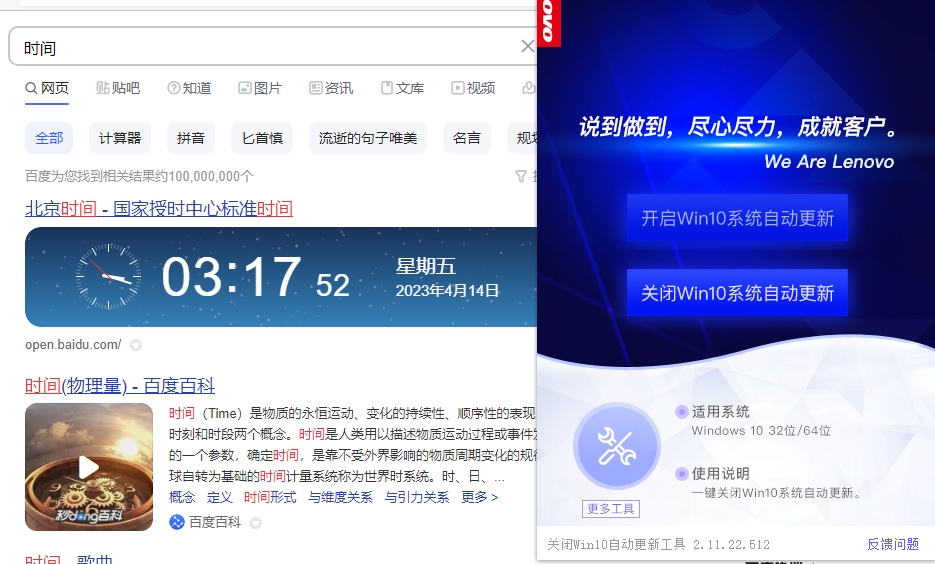 时间
网页 贴吧 知道 图片 资讯 文库 视频
全部 计算器 拼音 匕首慎 流逝的句子唯美 名言
百度为您找到相关结果约100,000,000个
北京时间 - 国家授时中心标准时间
03:17 52
星期五
2023年4月14日
open.baidu.com/
时间(物理量) - 百度百科
时间（Time）是物质的永恒运动、变化的持续性、顺序性的表现
时刻和时段两个概念。时间是人类用以描述物质运动过程或事件发
的一个参数，确定时间，是靠不受外界影响的物质周期变化的规律
球自转为基础的时间计量系统称为世界时系统。时、日、...
概念 定义 时间形式 与维度关系 与引力关系 更多 >
秒dong百科
百度百科
时间 歌曲
说到做到，尽心尽力，成就客户。
We Are Lenovo
开启Win10系统自动更新
关闭Win10系统自动更新
适用系统
Windows 10 32位/64位
使用说明
一键关闭Win10系统自动更新。
更多工具
关闭Win10自动更新工具 2.11.22.512
反馈问题